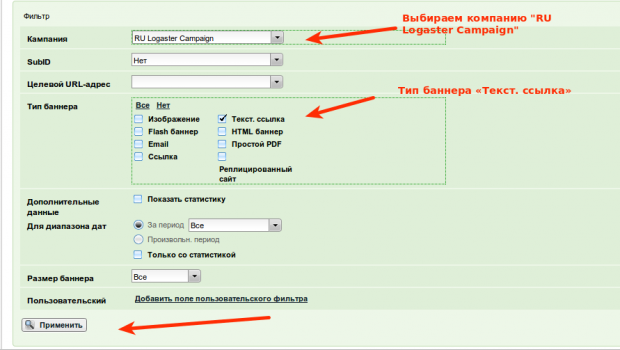 Фильтр
Выбираем компанию "RU
Logaster Campaign"
Кампания
RU Logaster Campaign
SubID
Нет
Целевой URL-адрес
Тип баннера «Текст. ссылка»
Тип баннера
Все Нет
Изображение
Текст. ссылка
Flash баннер
HTML баннер
Email
Простой PDF
Ссылка
Реплицированный
сайт
Дополнительные
данные
Показать статистику
Для диапазона дат
За период
Все
Произвольн. период
Только со статистикой
Размер баннера
Все
Пользовательский
Добавить поле пользовательского фильтра
Применить